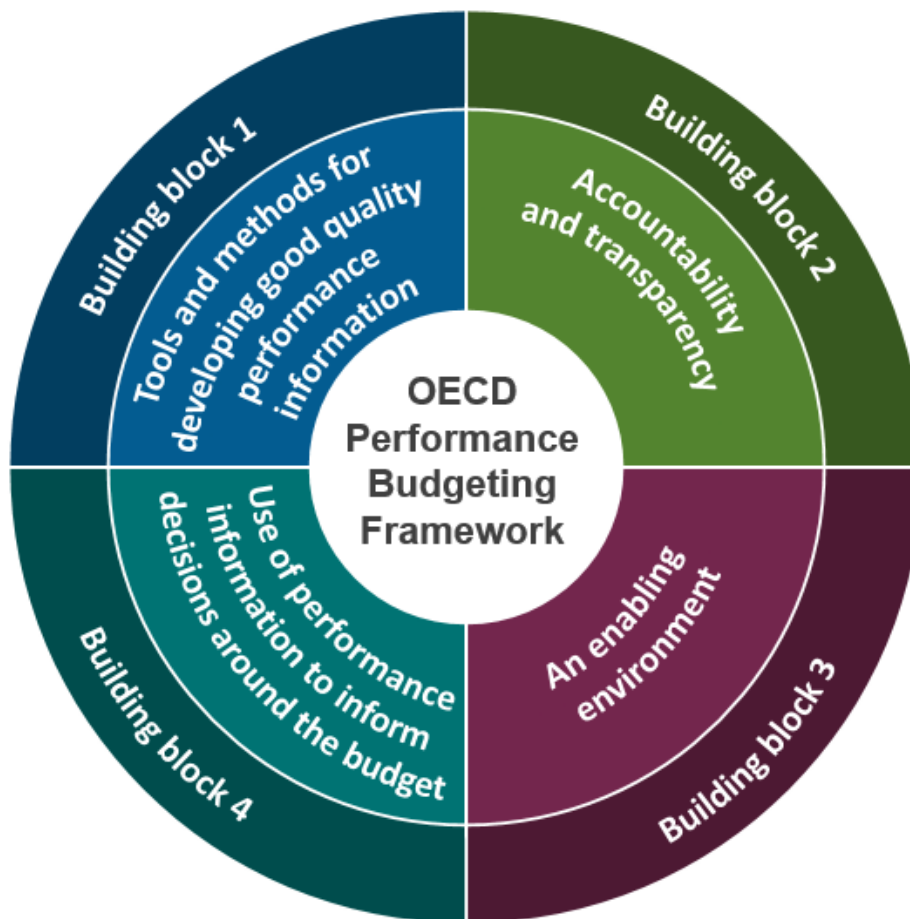 OECD
Performance
Budgeting
Framework
Building block 1
Tools and methods for
developing good quality
performance
information
Building block 2
Accountability
and transparency
Building block 3
An enabling
environment
Building block 4
Use of performance
information to inform
decisions around the budget